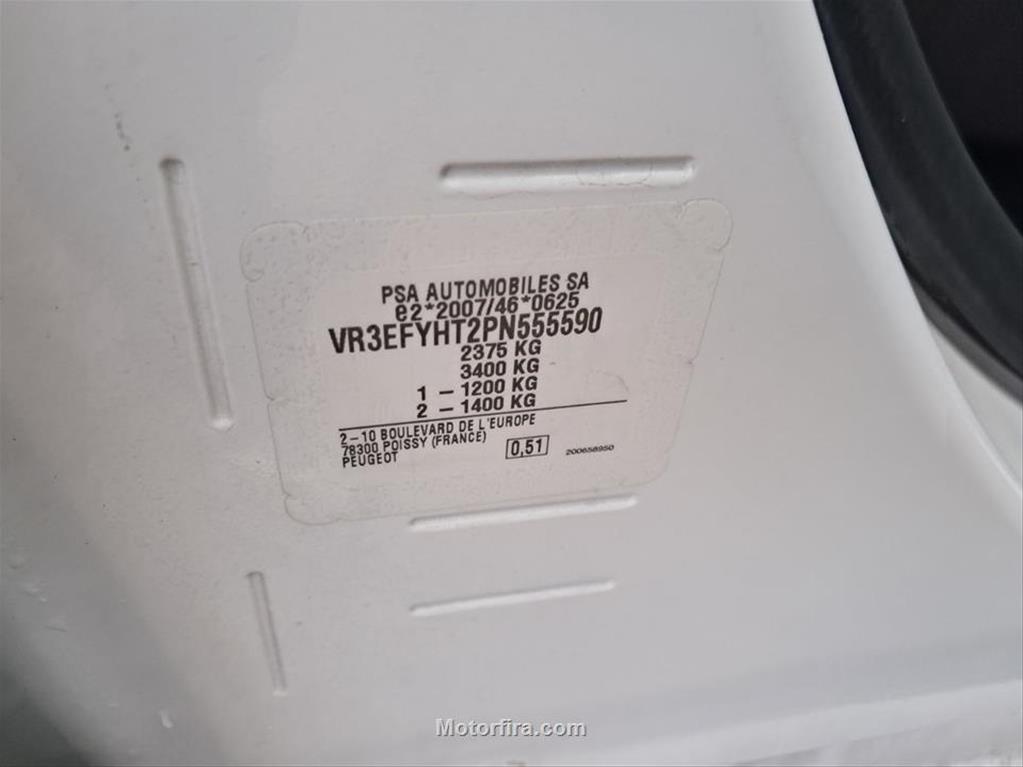 PSA AUTOMOBILES SA
e2*2007/46*0625
VR3EFYHT2PN555590
2375 KG
3400 KG
1 – 1200 KG
2 – 1400 KG
2–10 BOULEVARD DE L'EUROPE
78300 POISSY (FRANCE)
PEUGEOT
0,51
200658950
Motorfira.com